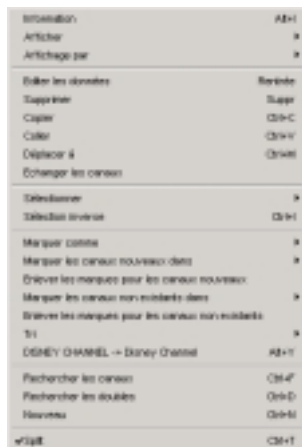 Information Alt+I
Afficher
Affichage par
Editer les données Rentrée
Supprimer Suppr
Copier Ctrl+C
Coller Ctrl+V
Déplacer à Ctrl+M
Echanger les canaux
Sélectionner
Sélection inverse Ctrl+I
Marquer comme
Marquer les canaux nouveaux dans
Enlever les marques pour les canaux nouveaux
Marquer les canaux non existants dans
Enlever les marques pour les canaux non existants
Tri
DISNEY CHANNEL -> Disney Channel Alt+Y
Rechercher les canaux Ctrl+F
Rechercher les doubles Ctrl+D
Nouveau Ctrl+N
Split Ctrl+T